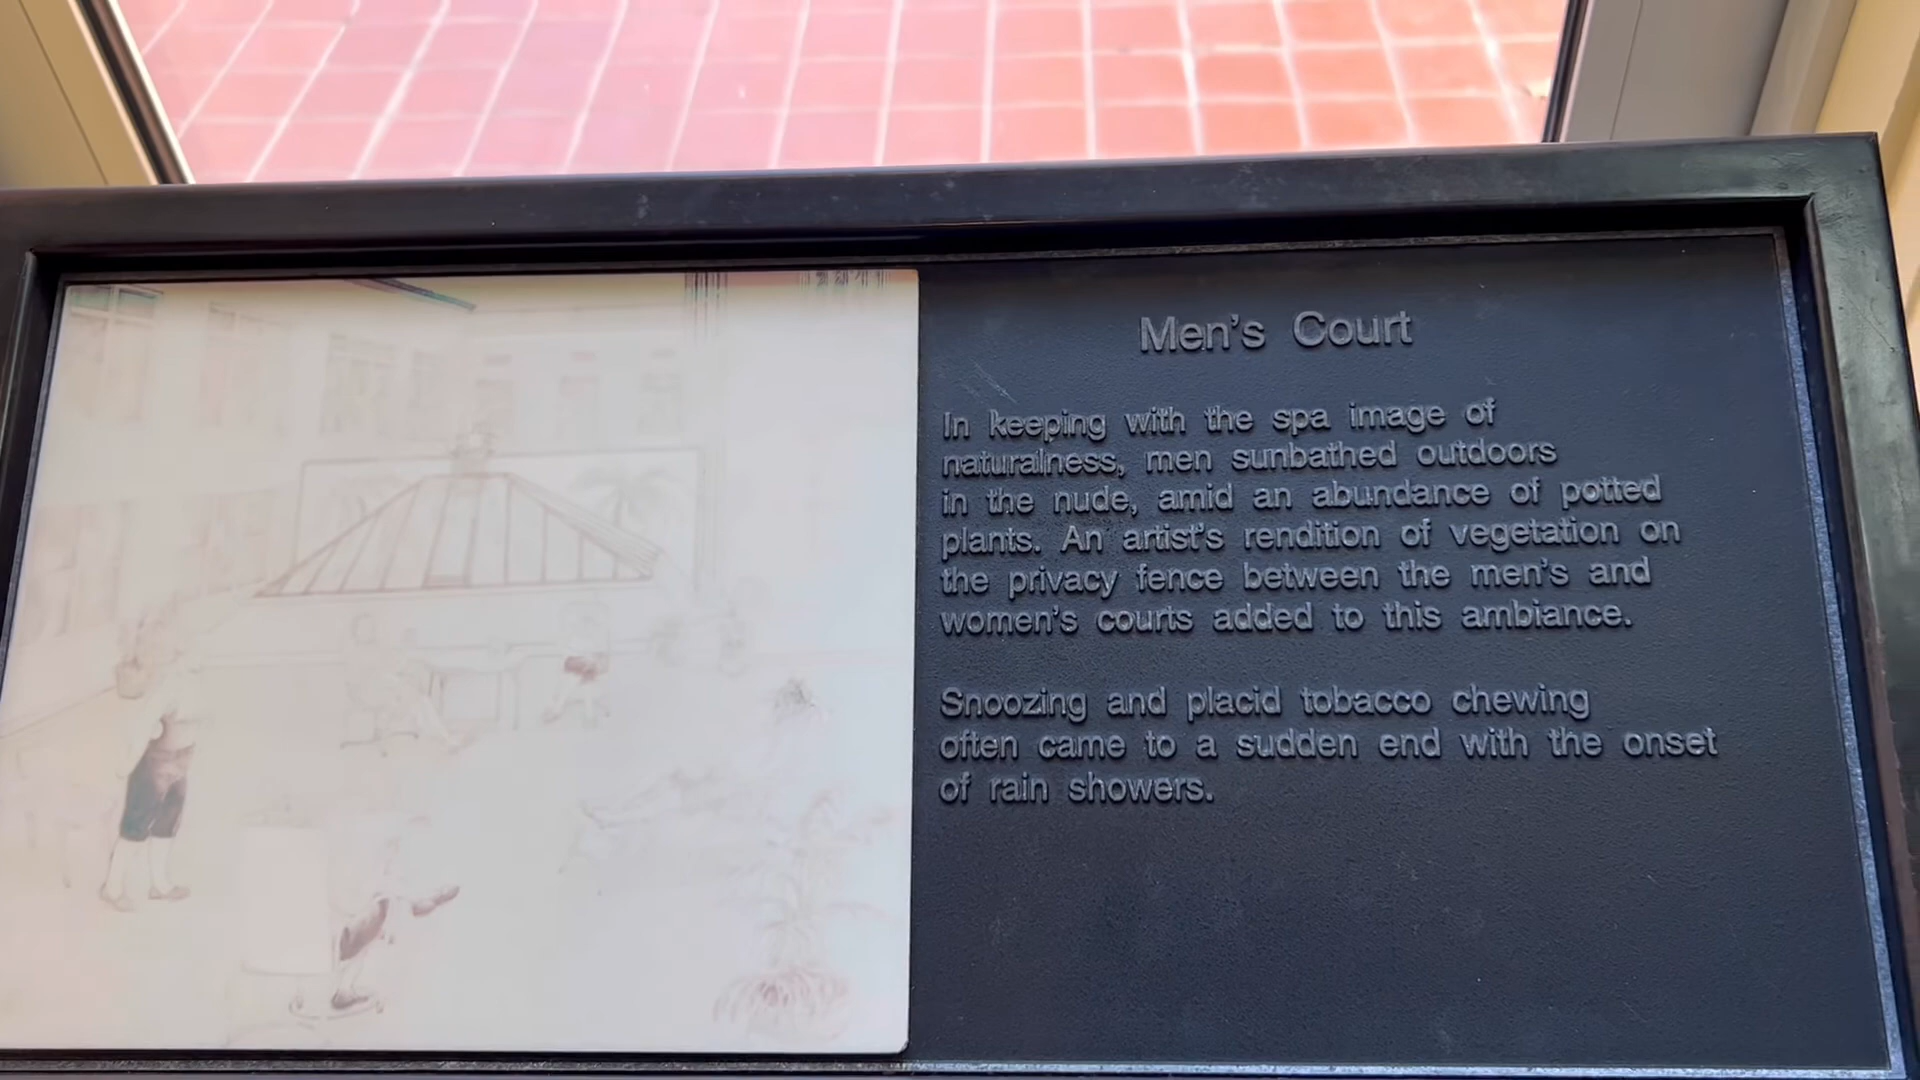 Men's Court
In keeping with the spa image of
naturalness, men sunbathed outdoors
in the nude, amid an abundance of potted
plants. An artist's rendition of vegetation on
the privacy fence between the men's and
women's courts added to this ambiance.
Snoozing and placid tobacco chewing
often came to a sudden end with the onset
of rain showers.